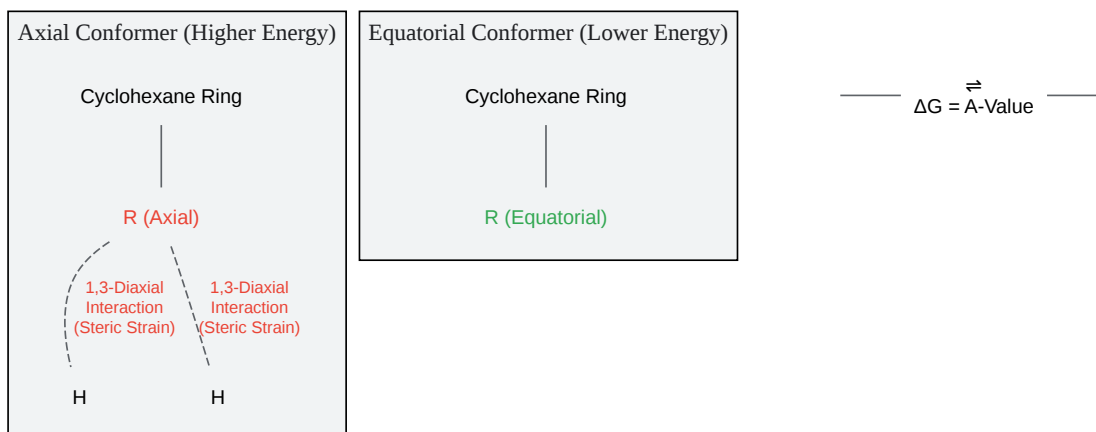 Axial Conformer (Higher Energy)
Cyclohexane Ring
R (Axial)
1,3-Diaxial
Interaction
(Steric Strain)
1,3-Diaxial
Interaction
(Steric Strain)
H
H
Equatorial Conformer (Lower Energy)
Cyclohexane Ring
R (Equatorial)
⇌
ΔG = A-Value